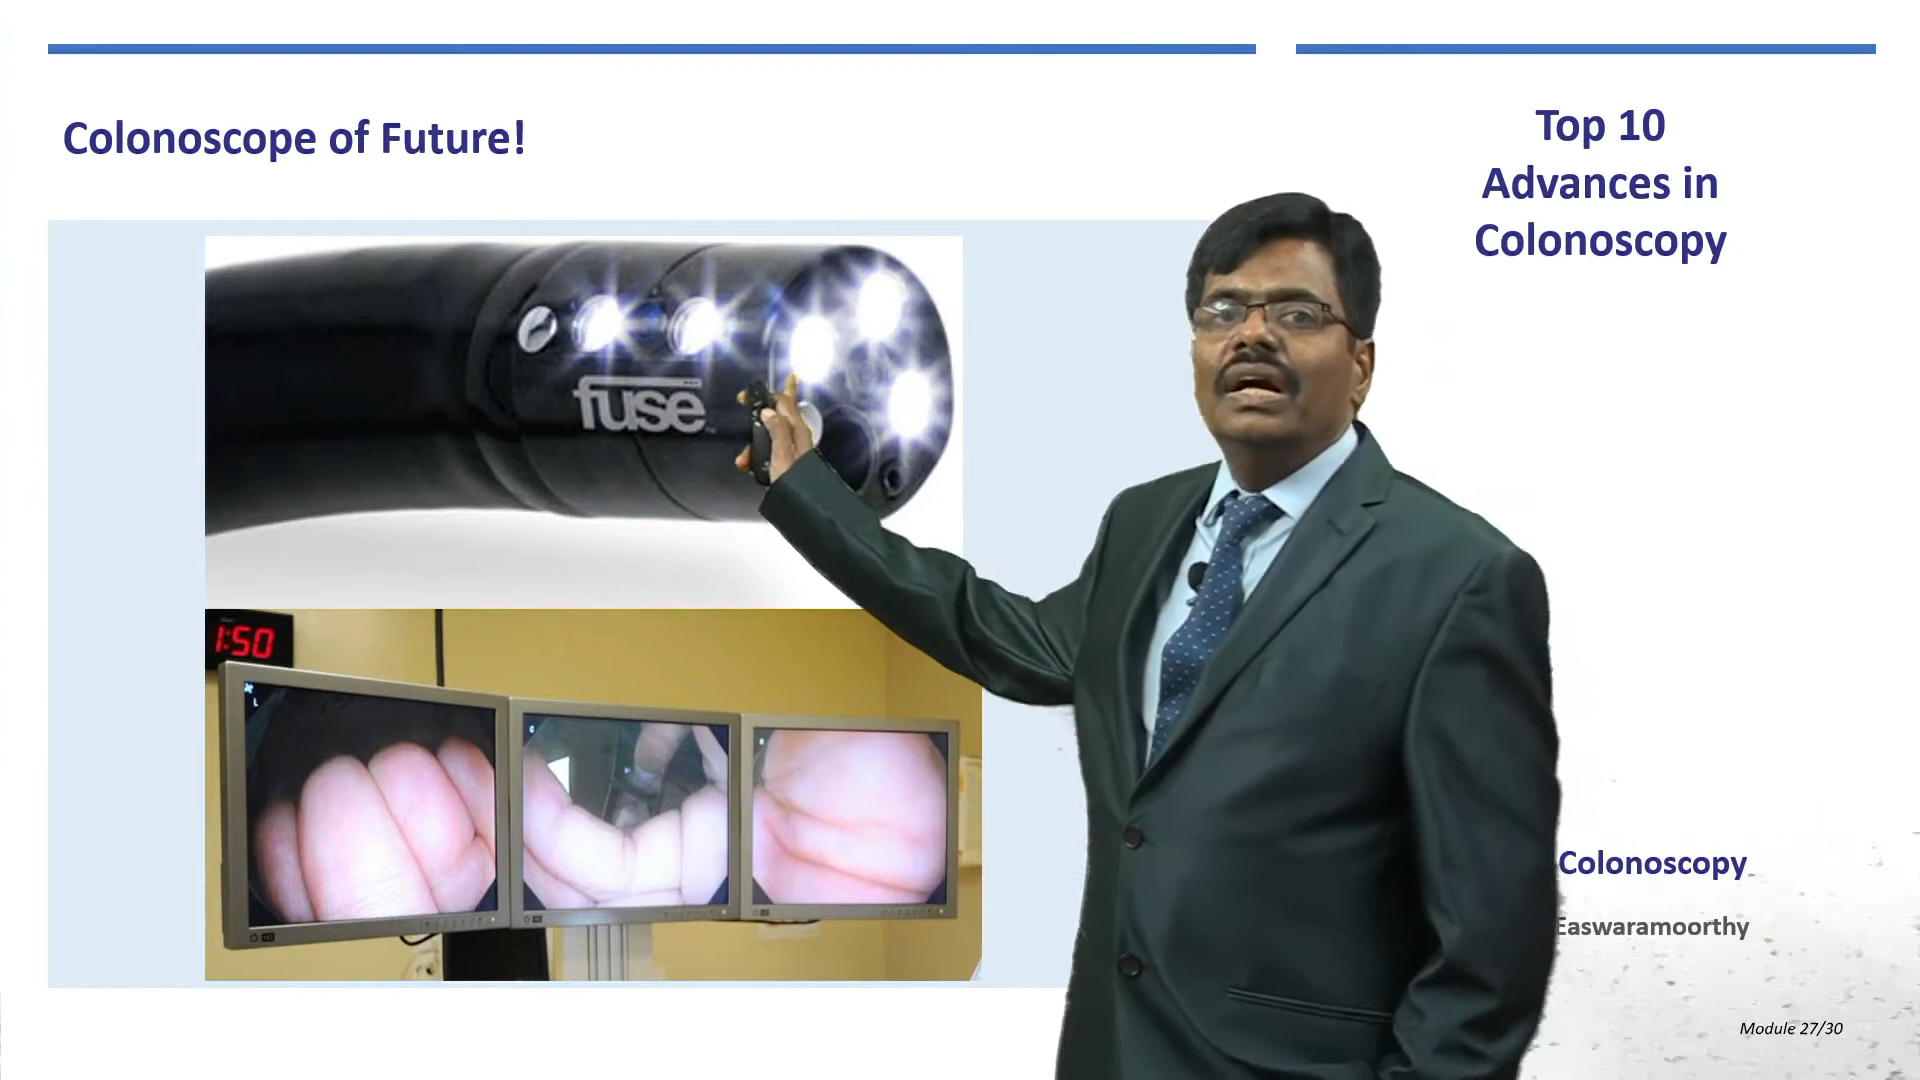 Colonoscope of Future!
Top 10
Advances in
Colonoscopy
fuse
1:50
L
Colonoscopy
Easwaramoorthy
Module 27/30